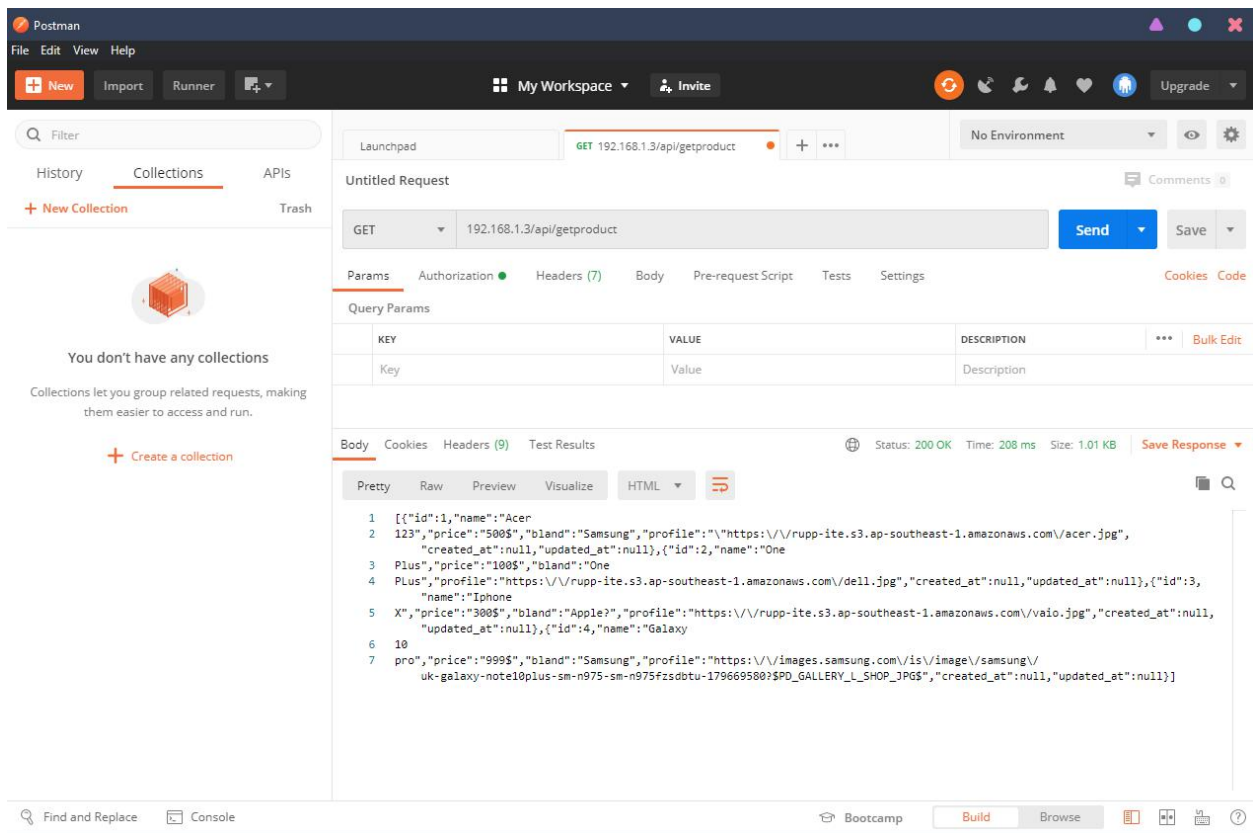 Postman
File Edit View Help
New Import Runner My Workspace Invite Upgrade
Filter
History Collections APIs
+ New Collection Trash
You don't have any collections
Collections let you group related requests, making
them easier to access and run.
+ Create a collection
Launchpad GET 192.168.1.3/api/getproduct + ••• No Environment
Untitled Request Comments 0
GET 192.168.1.3/api/getproduct Send Save
Params Authorization Headers (7) Body Pre-request Script Tests Settings Cookies Code
Query Params
KEY VALUE DESCRIPTION ••• Bulk Edit
Key Value Description
Body Cookies Headers (9) Test Results Status: 200 OK Time: 208 ms Size: 1.01 KB Save Response
Pretty Raw Preview Visualize HTML
1 [{"id":1,"name":"Acer
2 123","price":"500$","bland":"Samsung","profile":"\"https:\/\/rupp-ite.s3.ap-southeast-1.amazonaws.com\/acer.jpg",
"created_at":null,"updated_at":null},{"id":2,"name":"One
3 Plus","price":"100$","bland":"One
4 PLus","profile":"https:\/\/rupp-ite.s3.ap-southeast-1.amazonaws.com\/dell.jpg","created_at":null,"updated_at":null},{"id":3,
"name":"Iphone
5 X","price":"300$","bland":"Apple?","profile":"https:\/\/rupp-ite.s3.ap-southeast-1.amazonaws.com\/vaio.jpg","created_at":null,
"updated_at":null},{"id":4,"name":"Galaxy
6 10
7 pro","price":"999$","bland":"Samsung","profile":"https:\/\/images.samsung.com\/is\/image\/samsung\/
uk-galaxy-note10plus-sm-n975-sm-n975fzsdbtu-179669580?$PD_GALLERY_L_SHOP_JPG$","created_at":null,"updated_at":null}]
Find and Replace Console Bootcamp Build Browse